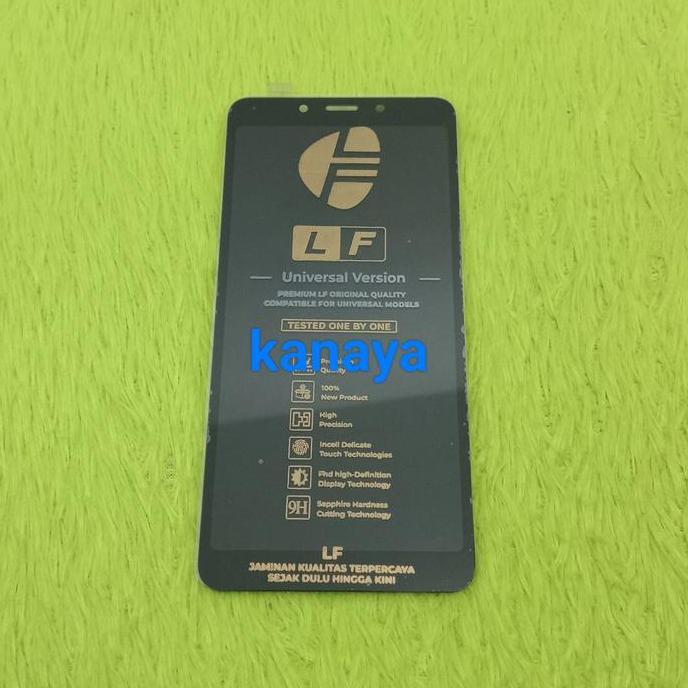 LF
Universal Version
PREMIUM LF ORIGINAL QUALITY
COMPATIBLE FOR UNIVERSAL MODELS
TESTED ONE BY ONE
kanaya
Quality
100%
New Product
High
Precision
Incell Delicate
Touch Technologies
Fhd high-Definition
Display Technology
9H
Sapphire Hardness
Cutting Technology
LF
JAMINAN KUALITAS TERPERCAYA
SEJAK DULU HINGGA KINI